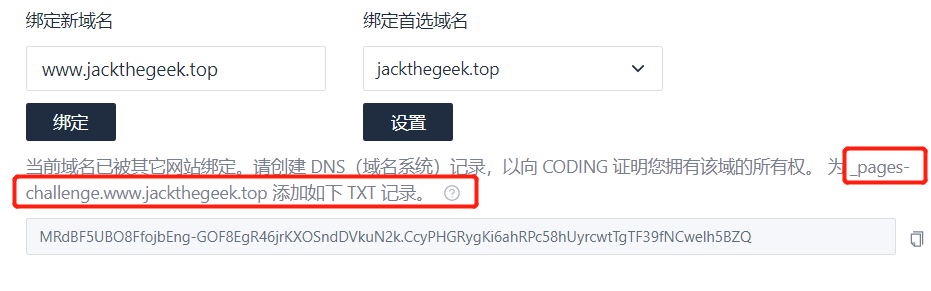 绑定新域名
绑定首选域名
www.jackthegeek.top
jackthegeek.top
绑定
设置
当前域名已被其它网站绑定。请创建 DNS（域名系统）记录，以向 CODING 证明您拥有该域的所有权。 为 _pages-
challenge.www.jackthegeek.top 添加如下 TXT 记录。
MRdBF5UBO8FfojbEng-GOF8EgR46jrKXOSndDVkuN2k.CcyPHGRygKi6ahRPc58hUyrcwtTgTF39fNCwelh5BZQ